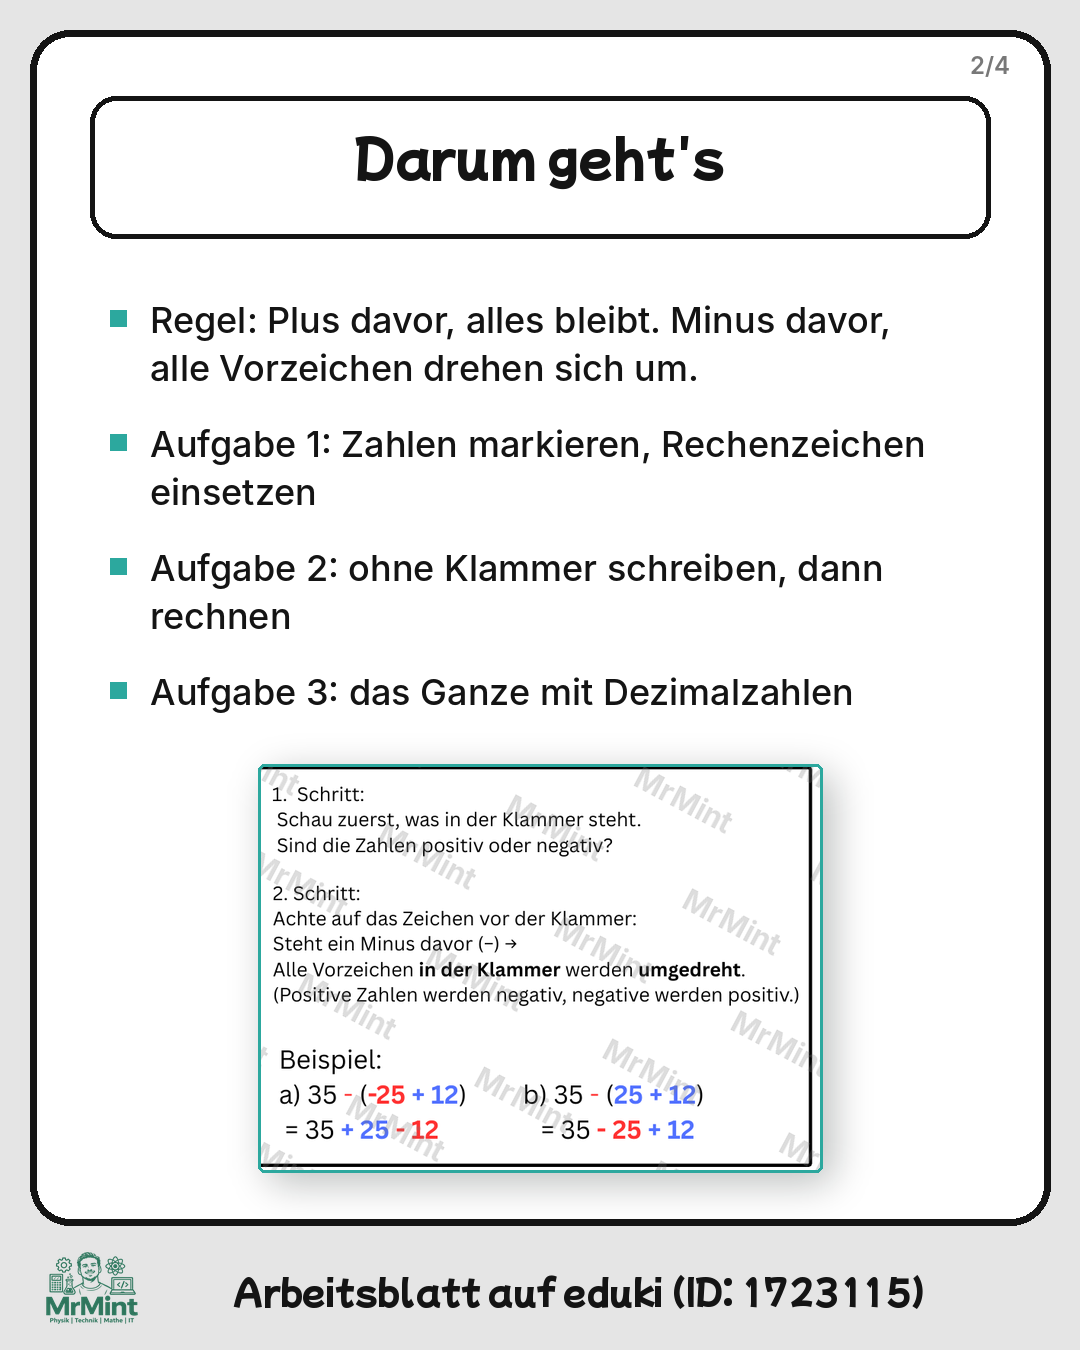 2/4
Darum geht's
Regel: Plus davor, alles bleibt. Minus davor,
alle Vorzeichen drehen sich um.
Aufgabe 1: Zahlen markieren, Rechenzeichen
einsetzen
Aufgabe 2: ohne Klammer schreiben, dann
rechnen
Aufgabe 3: das Ganze mit Dezimalzahlen
1. Schritt:
Schau zuerst, was in der Klammer steht.
Sind die Zahlen positiv oder negativ?
2. Schritt:
Achte auf das Zeichen vor der Klammer:
Steht ein Minus davor (–) →
Alle Vorzeichen in der Klammer werden umgedreht.
(Positive Zahlen werden negativ, negative werden positiv.)
Beispiel:
a) 35 - (-25 + 12) b) 35 - (25 + 12)
= 35 + 25 - 12 = 35 - 25 + 12
MrMint
Physik | Technik | Mathe | IT
Arbeitsblatt auf eduki (ID: 1723115)